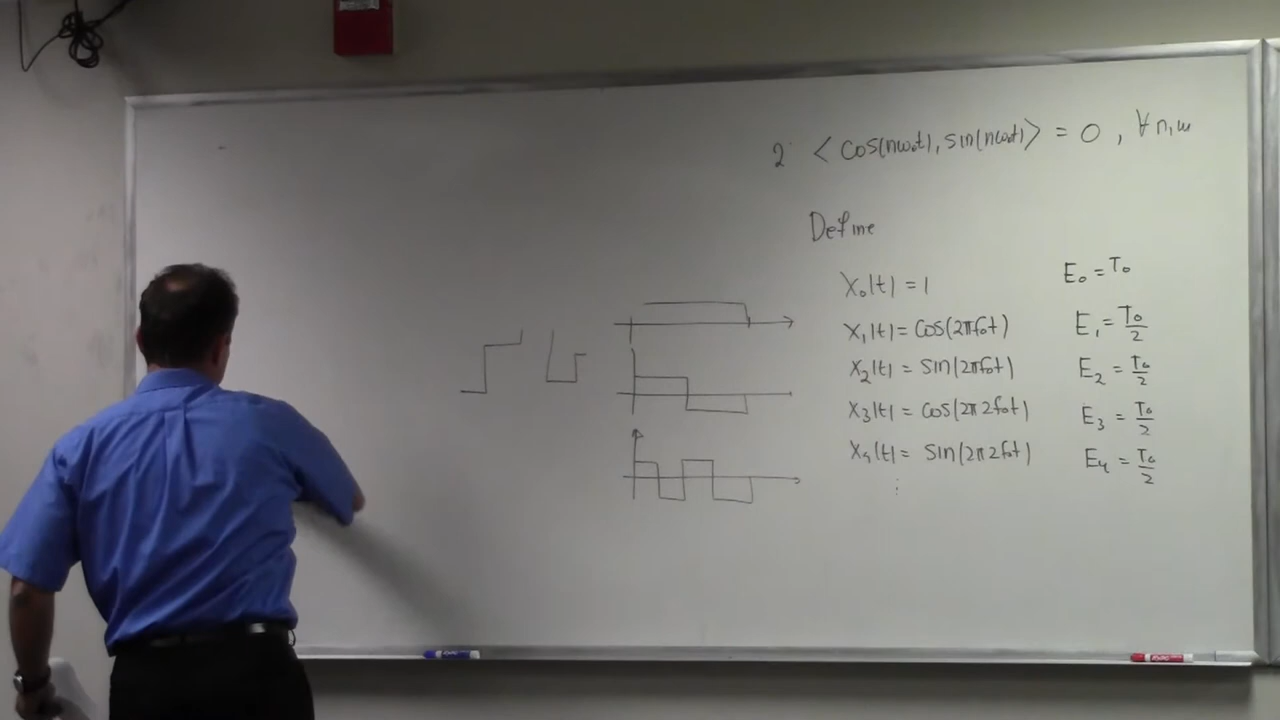 2 < cos(nω₀t), sin(nω₀t) > = 0 , ∀ n,m
Define
X₀(t) = 1 E₀ = T₀
X₁(t) = cos(2πf₀t) E₁ = T₀/2
X₂(t) = sin(2πf₀t) E₂ = T₀/2
X₃(t) = cos(2π2f₀t) E₃ = T₀/2
X₄(t) = sin(2π2f₀t) E₄ = T₀/2
⋮